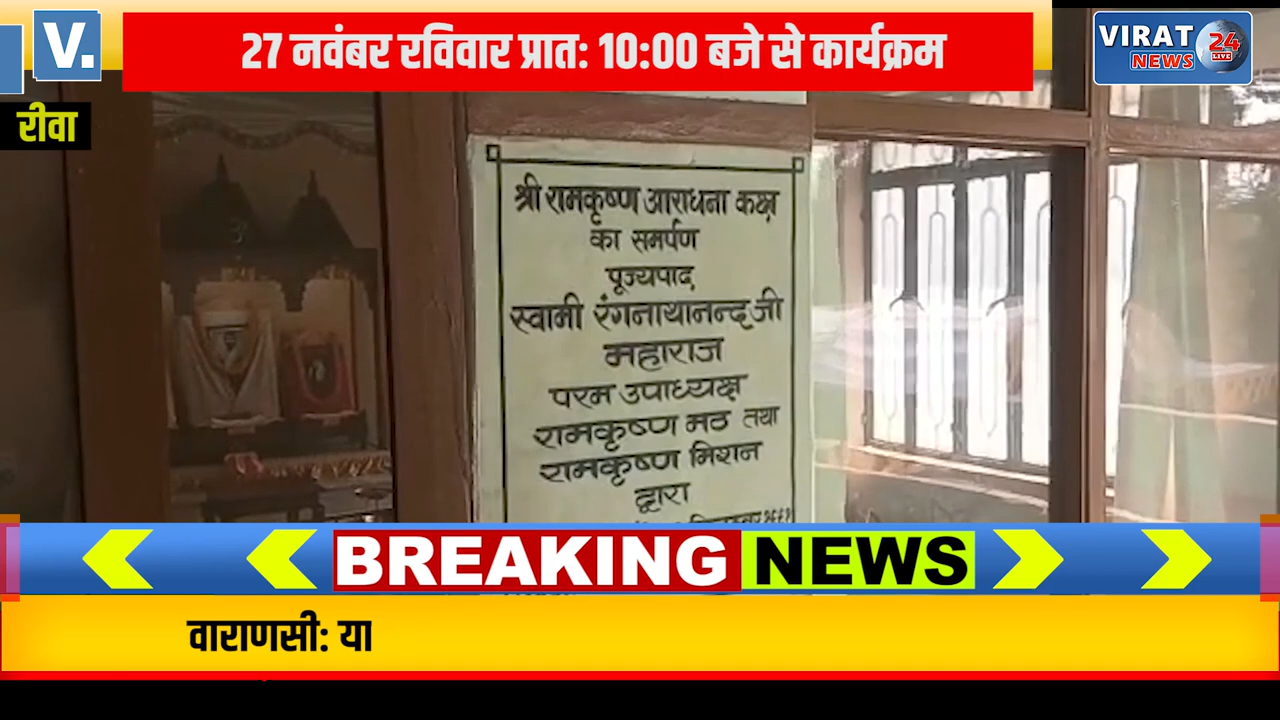 V.
27 नवंबर रविवार प्रातः 10:00 बजे से कार्यक्रम
VIRAT
24
NEWS
LIVE
रीवा
श्री रामकृष्ण आराधना कक्ष
का समर्पण
पूज्यपाद
स्वामी रंगनाथानन्द जी
महाराज
परम उपाध्यक्ष
रामकृष्ण मठ तथा
रामकृष्ण मिशन
द्वारा
BREAKING NEWS
वाराणसी: या